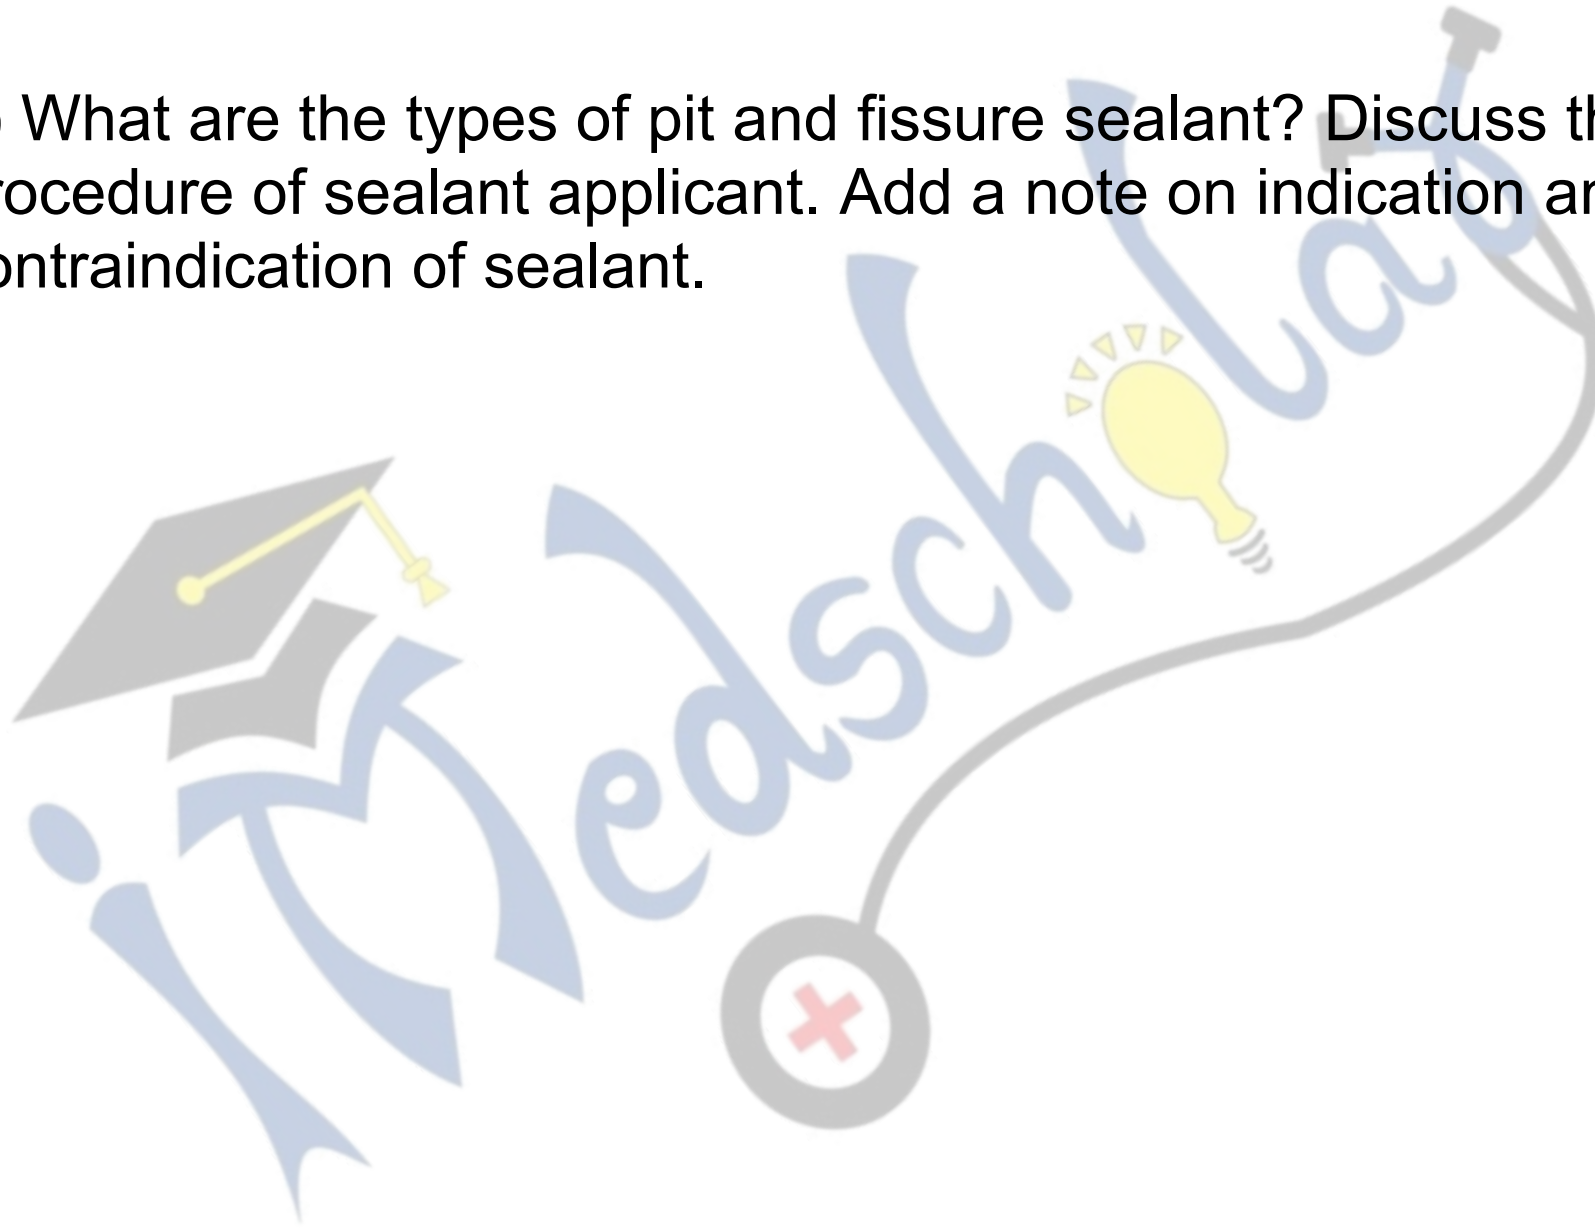 ) What are the types of pit and fissure sealant? Discuss th
rocedure of sealant applicant. Add a note on indication an
ontraindication of sealant.
iMedscholar